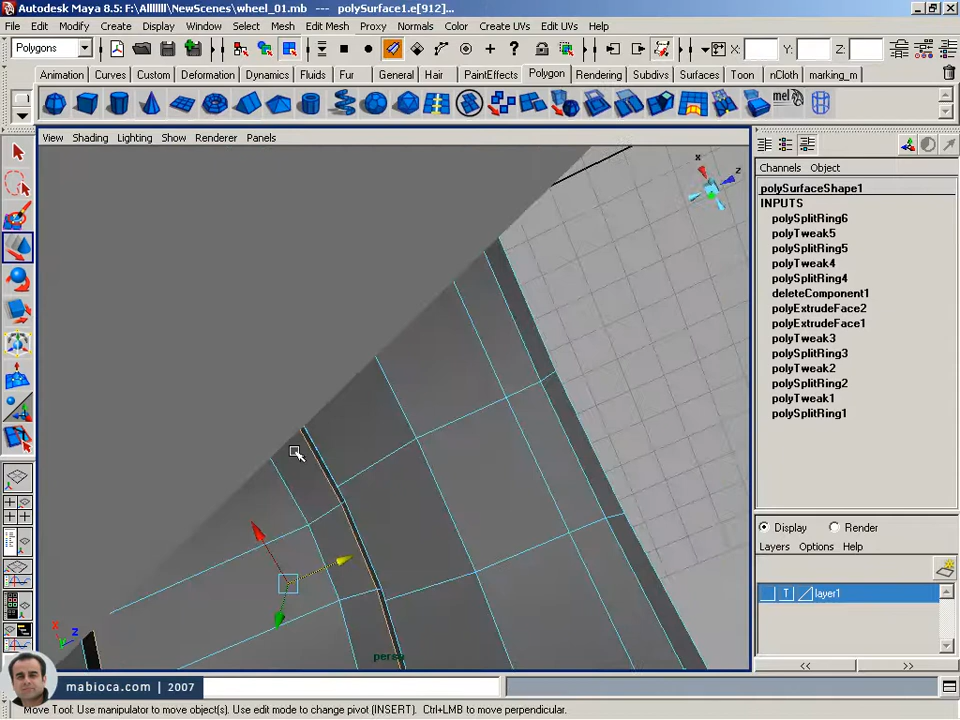 Autodesk Maya 8.5: F:\Allllllll\NewScenes\wheel_01.mb --- polySurface1.e[912]...
File Edit Modify Create Display Window Select Mesh Edit Mesh Proxy Normals Color Create UVs Edit UVs Help
Polygons X: Y: Z:
Animation Curves Custom Deformation Dynamics Fluids Fur General Hair PaintEffects Polygon Rendering Subdivs Surfaces Toon nCloth marking_m
mel
View Shading Lighting Show Renderer Panels
Channels Object
polySurfaceShape1
INPUTS
polySplitRing6
polyTweak5
polySplitRing5
polyTweak4
polySplitRing4
deleteComponent1
polyExtrudeFace2
polyExtrudeFace1
polyTweak3
polySplitRing3
polyTweak2
polySplitRing2
polyTweak1
polySplitRing1
x
z
Display Render
Layers Options Help
T layer1
X
Z
Y
persp
<< >>
mabioca.com | 2007
Move Tool: Use manipulator to move object(s). Use edit mode to change pivot (INSERT). Ctrl+LMB to move perpendicular.